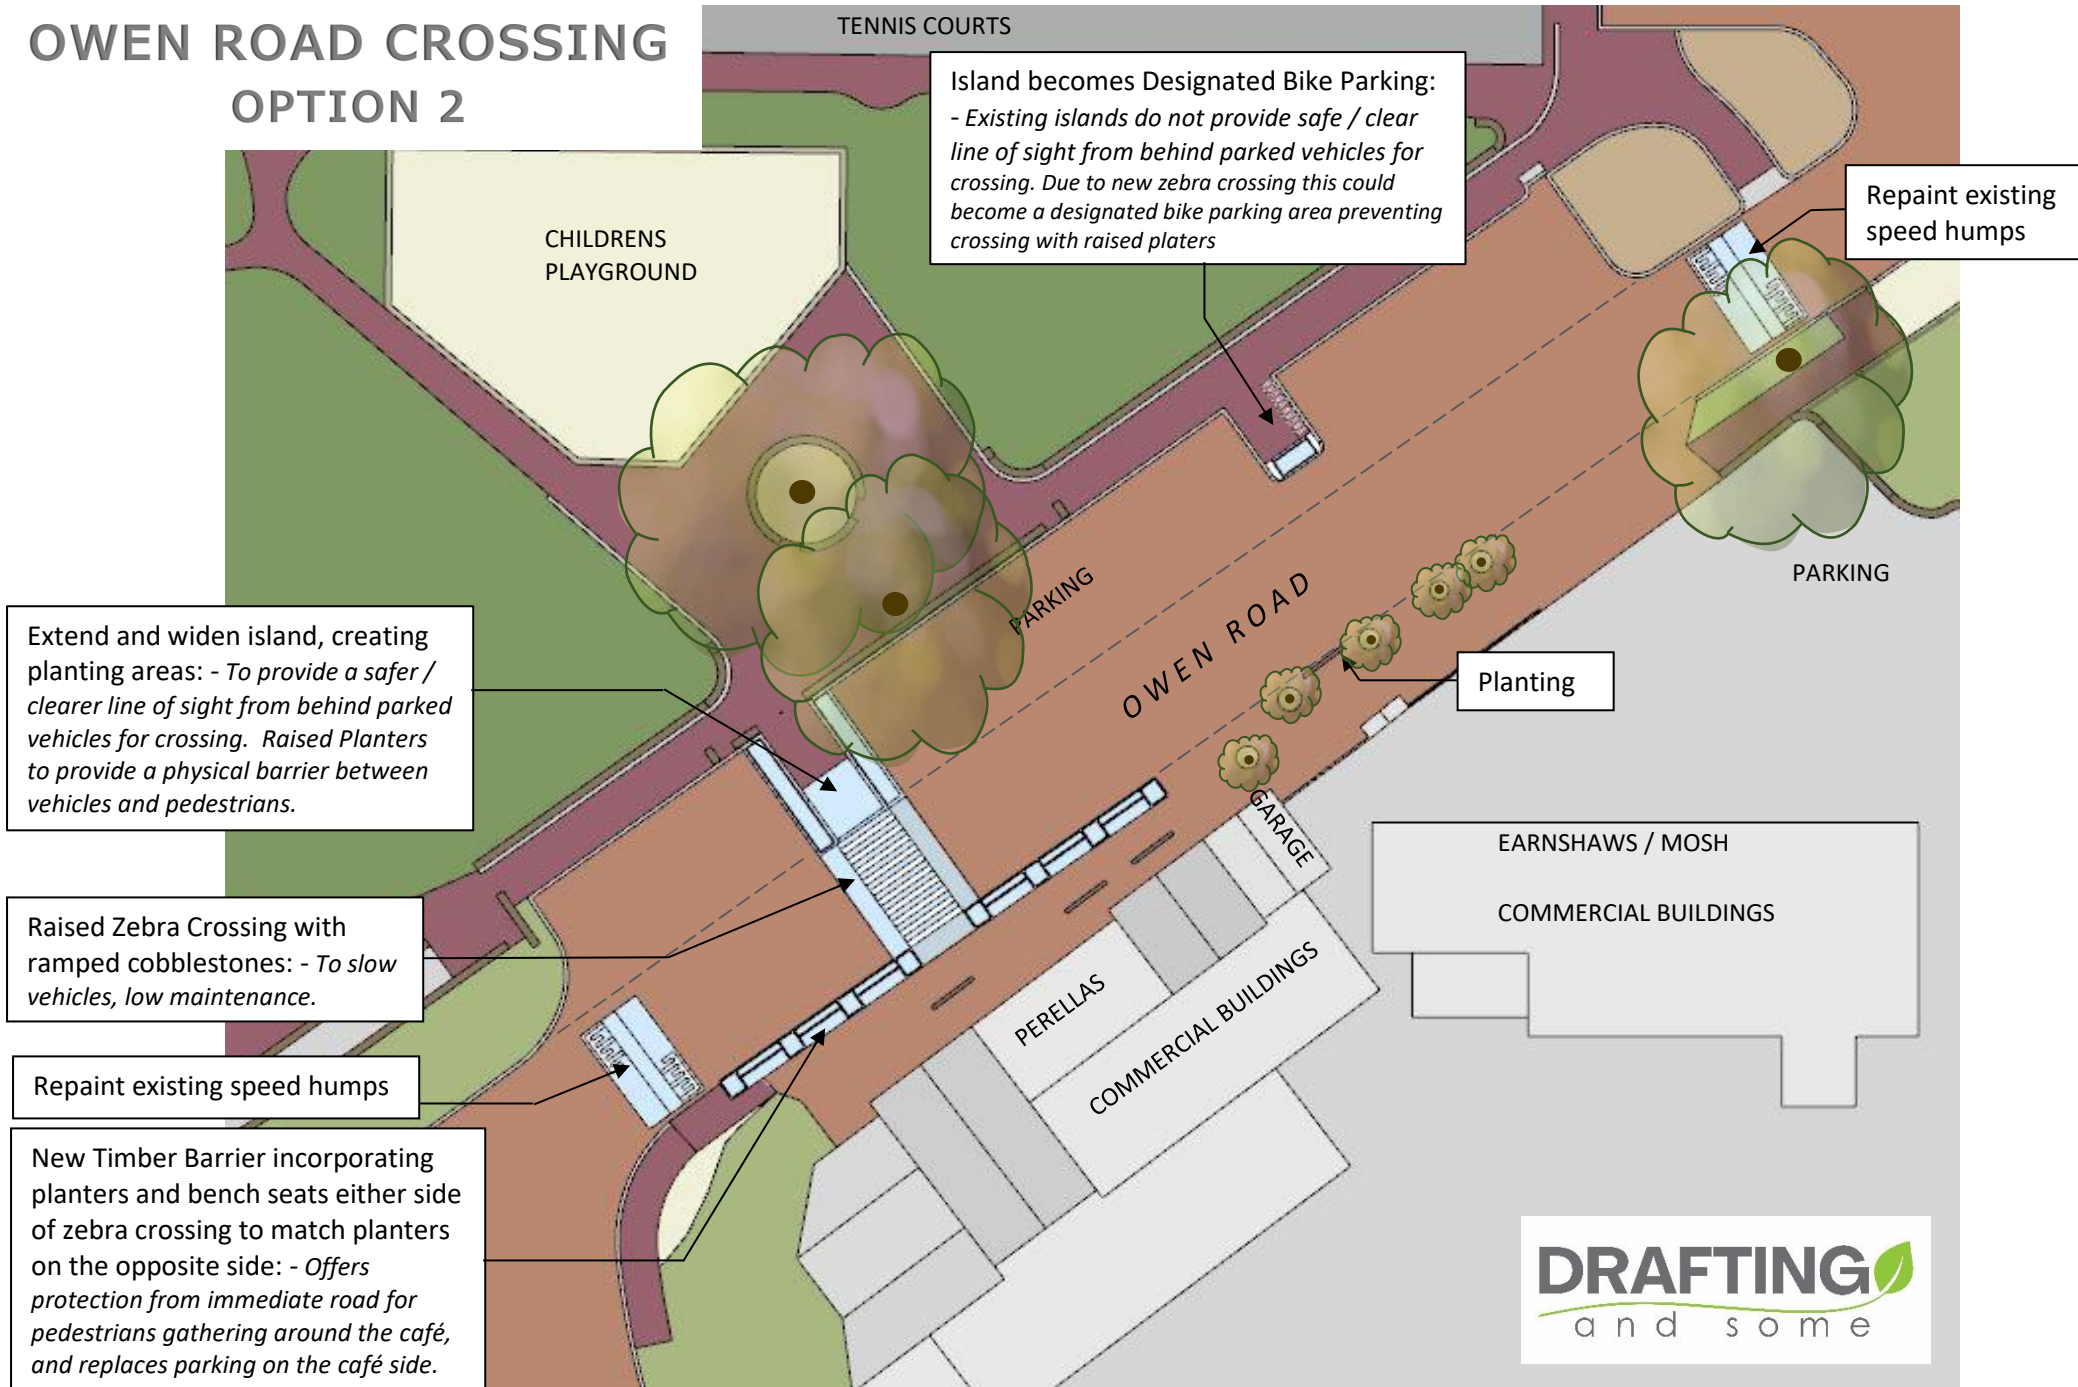 OWEN ROAD CROSSING
OPTION 2
TENNIS COURTS
Island becomes Designated Bike Parking:
- Existing islands do not provide safe / clear
line of sight from behind parked vehicles for
crossing. Due to new zebra crossing this could
become a designated bike parking area preventing
crossing with raised platers
Repaint existing
speed humps
CHILDRENS
PLAYGROUND
PARKING
PARKING
OWEN ROAD
Extend and widen island, creating
planting areas: - To provide a safer /
clearer line of sight from behind parked
vehicles for crossing. Raised Planters
to provide a physical barrier between
vehicles and pedestrians.
Planting
GARAGE
EARNSHAWS / MOSH
COMMERCIAL BUILDINGS
Raised Zebra Crossing with
ramped cobblestones: - To slow
vehicles, low maintenance.
PERELLAS
COMMERCIAL BUILDINGS
Repaint existing speed humps
New Timber Barrier incorporating
planters and bench seats either side
of zebra crossing to match planters
on the opposite side: - Offers
protection from immediate road for
pedestrians gathering around the café,
and replaces parking on the café side.
DRAFTING
and some